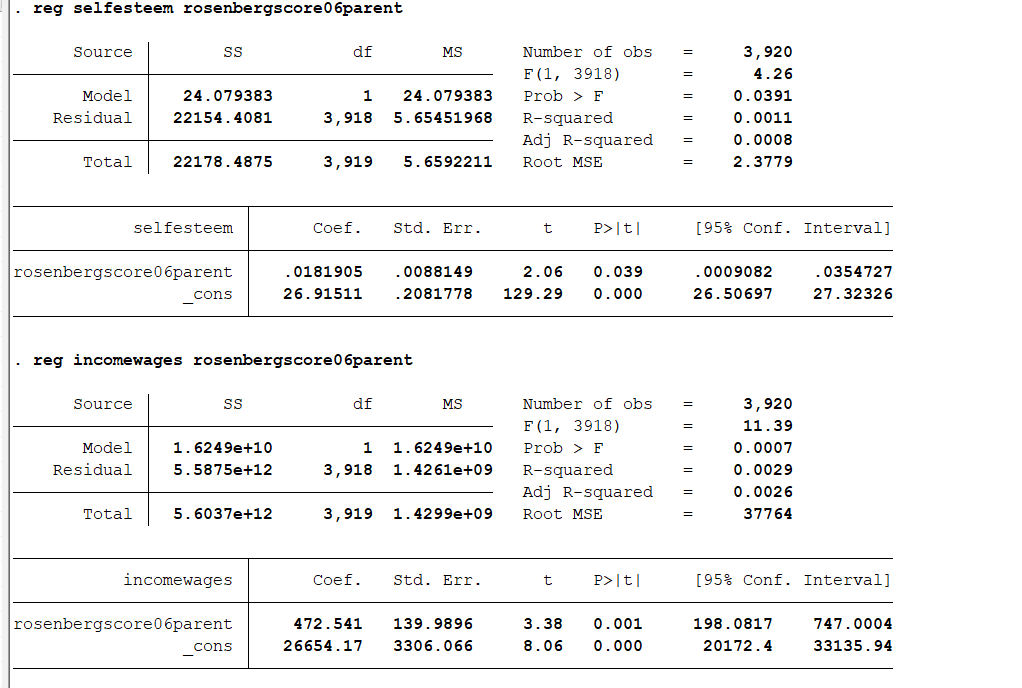 . reg selfesteem rosenbergscore06parent
Source SS df MS Number of obs = 3,920
F(1, 3918) = 4.26
Model 24.079383 1 24.079383 Prob > F = 0.0391
Residual 22154.4081 3,918 5.65451968 R-squared = 0.0011
Adj R-squared = 0.0008
Total 22178.4875 3,919 5.6592211 Root MSE = 2.3779
selfesteem Coef. Std. Err. t P>|t| [95% Conf. Interval]
rosenbergscore06parent .0181905 .0088149 2.06 0.039 .0009082 .0354727
_cons 26.91511 .2081778 129.29 0.000 26.50697 27.32326
. reg incomewages rosenbergscore06parent
Source SS df MS Number of obs = 3,920
F(1, 3918) = 11.39
Model 1.6249e+10 1 1.6249e+10 Prob > F = 0.0007
Residual 5.5875e+12 3,918 1.4261e+09 R-squared = 0.0029
Adj R-squared = 0.0026
Total 5.6037e+12 3,919 1.4299e+09 Root MSE = 37764
incomewages Coef. Std. Err. t P>|t| [95% Conf. Interval]
rosenbergscore06parent 472.541 139.9896 3.38 0.001 198.0817 747.0004
_cons 26654.17 3306.066 8.06 0.000 20172.4 33135.94